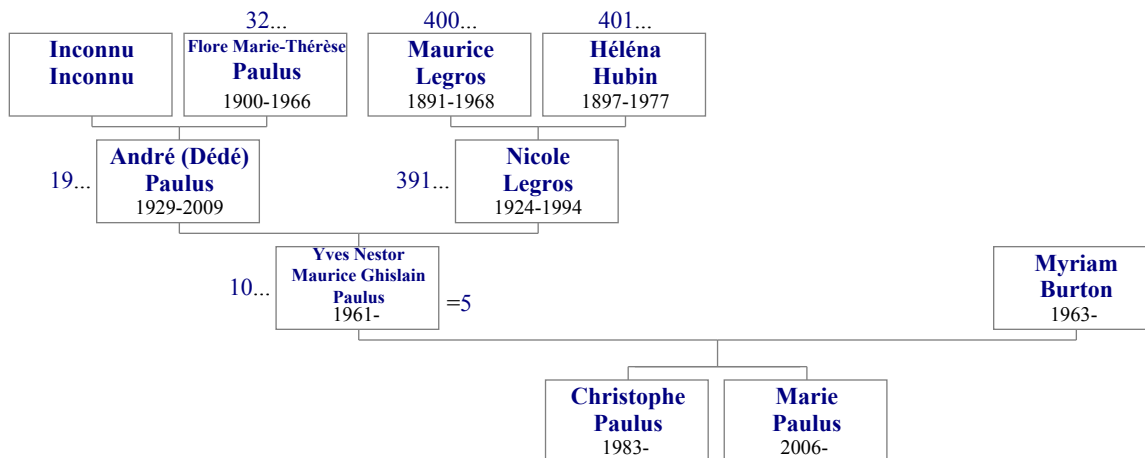 32...
400...
401...
Inconnu
Inconnu
Flore Marie-Thérèse
Paulus
1900-1966
Maurice
Legros
1891-1968
Héléna
Hubin
1897-1977
19...
André (Dédé)
Paulus
1929-2009
391...
Nicole
Legros
1924-1994
10...
Yves Nestor
Maurice Ghislain
Paulus
1961-
=5
Myriam
Burton
1963-
Christophe
Paulus
1983-
Marie
Paulus
2006-